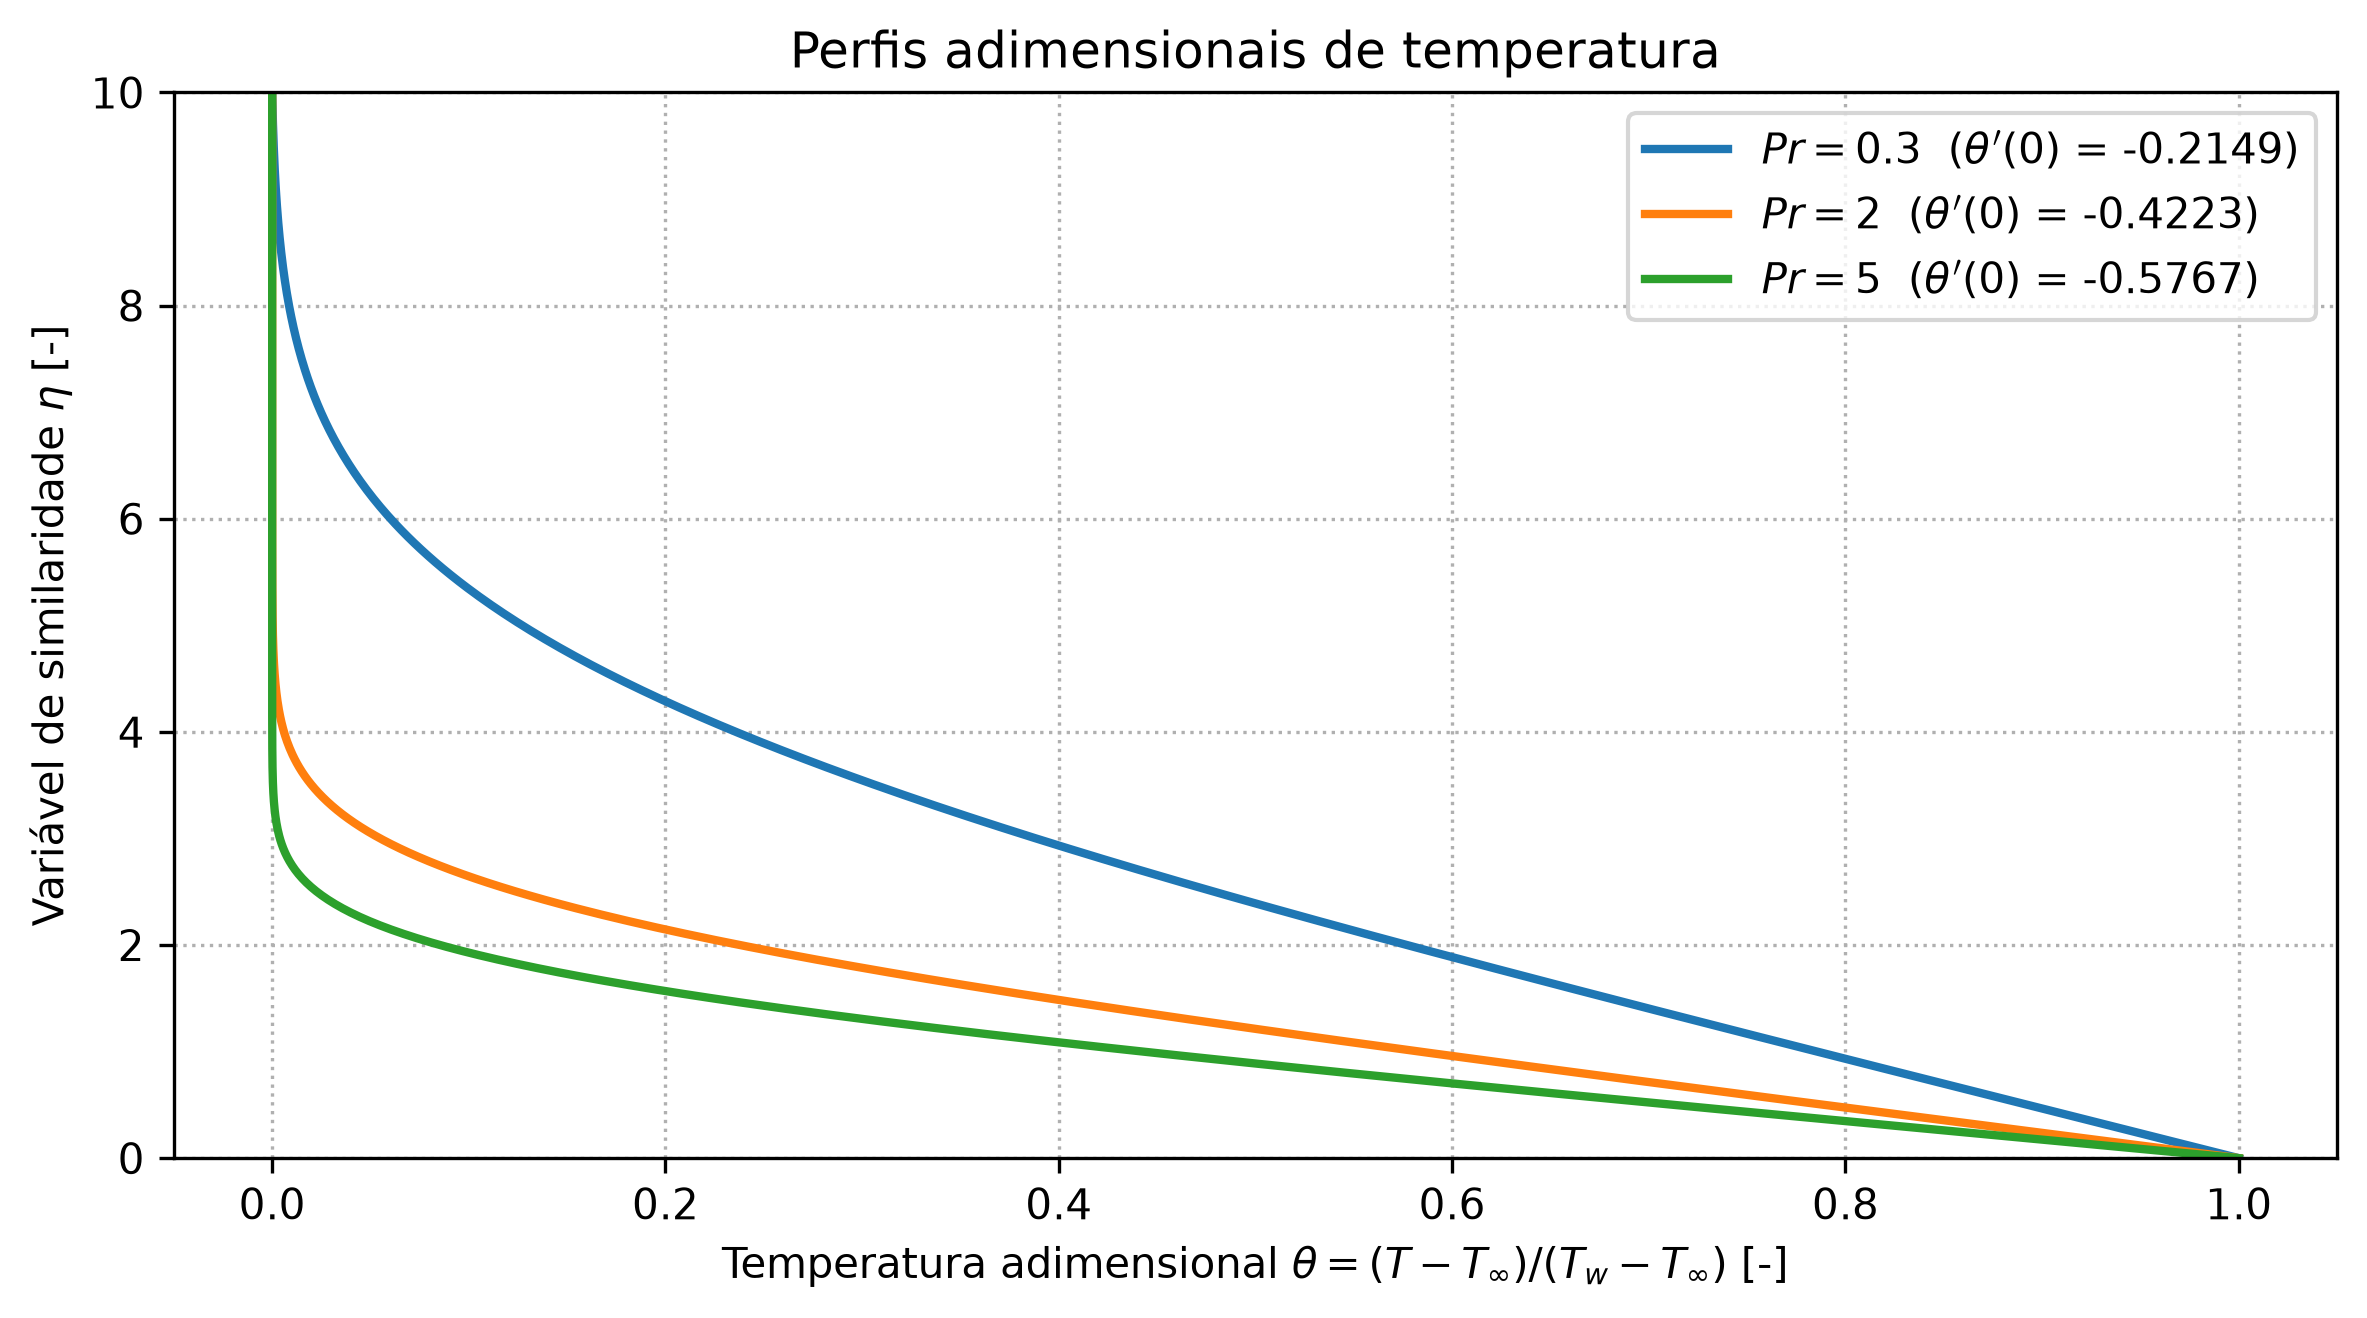 Perfis adimensionais de temperatura
Pr = 0.3 (θ′(0) = -0.2149)
Pr = 2 (θ′(0) = -0.4223)
Pr = 5 (θ′(0) = -0.5767)
Variável de similaridade η [-]
10
8
6
4
2
0
0.0 0.2 0.4 0.6 0.8 1.0
Temperatura adimensional θ = (T − T∞)/(Tw − T∞) [-]